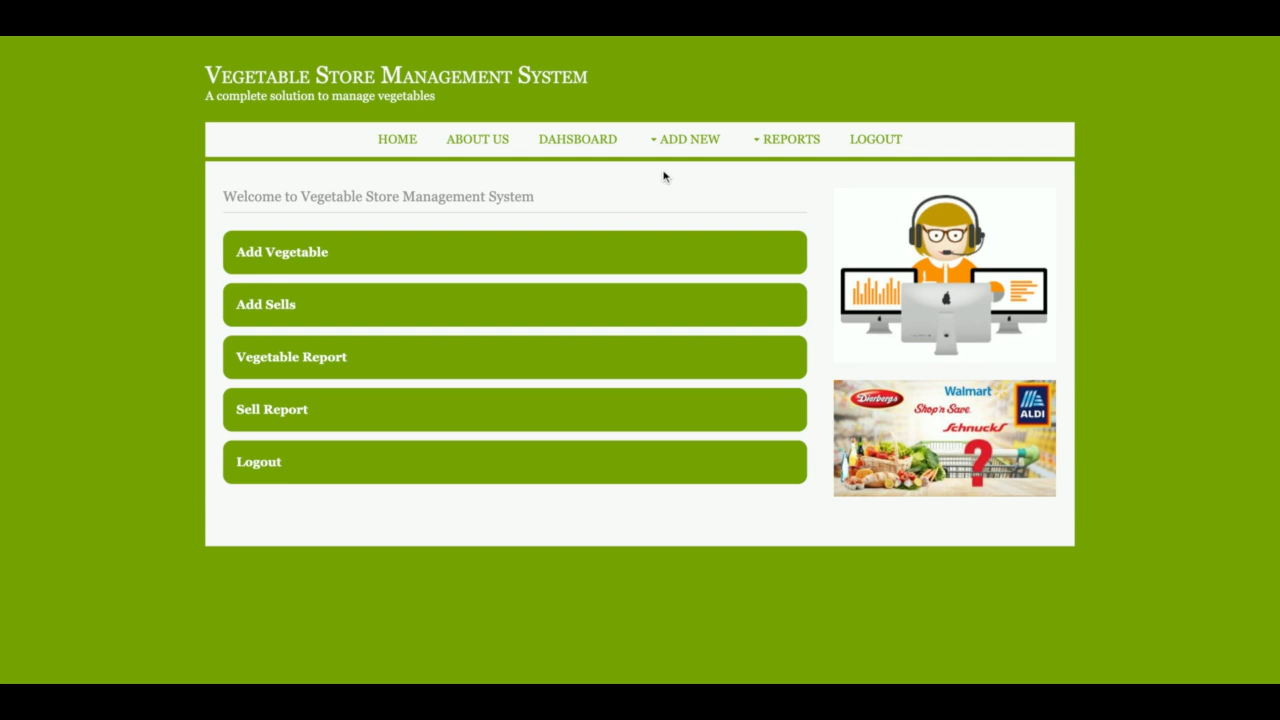 Vegetable Store Management System
A complete solution to manage vegetables
HOME ABOUT US DAHSBOARD ADD NEW REPORTS LOGOUT
Welcome to Vegetable Store Management System
Add Vegetable
Add Sells
Vegetable Report
Sell Report
Logout
Dierbergs
Walmart
ALDI
Shop'n Save
Schnucks
?